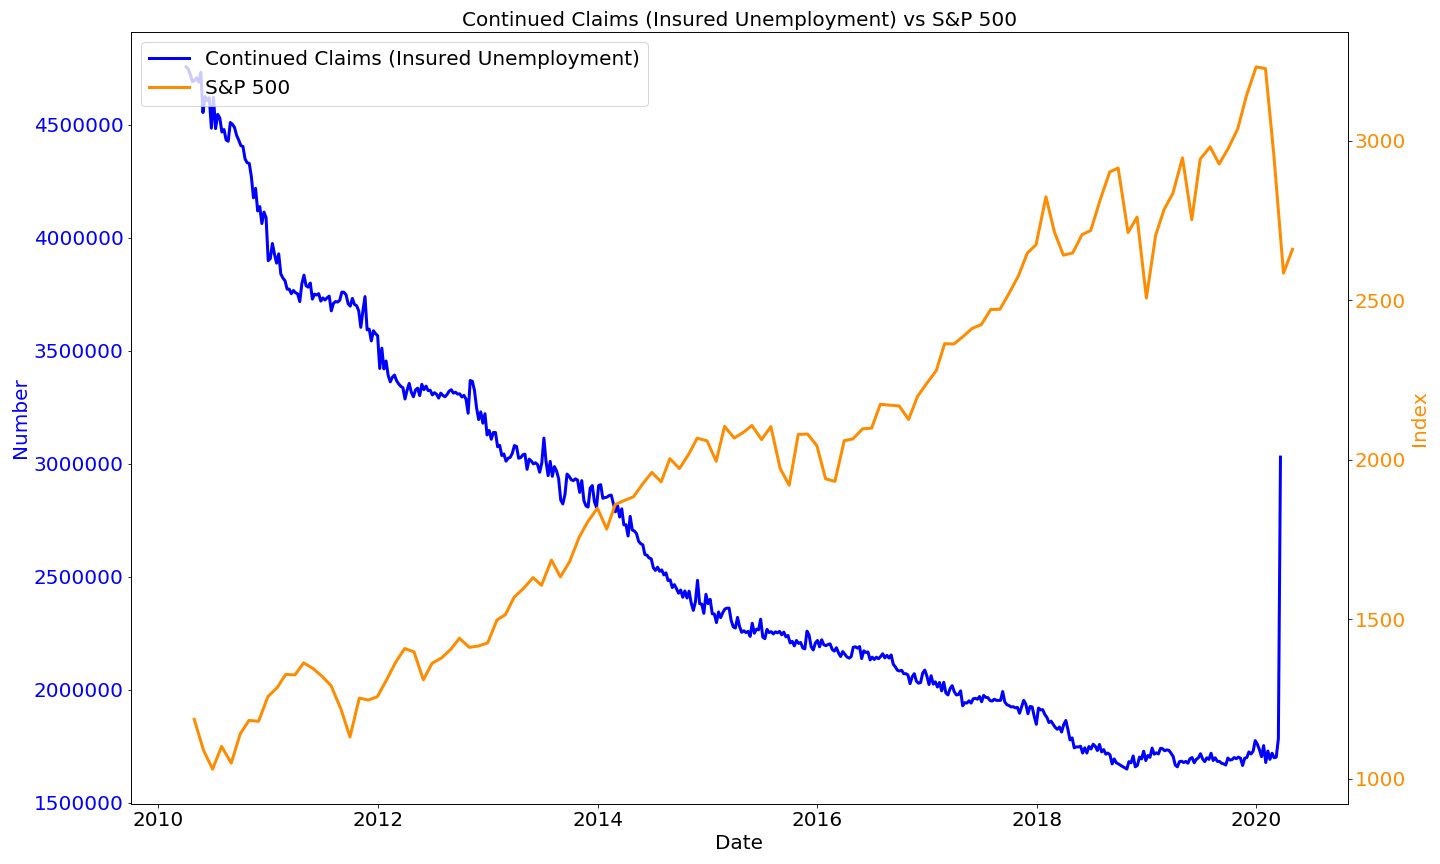 Continued Claims (Insured Unemployment) vs S&P 500
Continued Claims (Insured Unemployment)
S&P 500
4500000
4000000
3500000
3000000
2500000
2000000
1500000
Number
3000
2500
2000
1500
1000
Index
2010 2012 2014 2016 2018 2020
Date